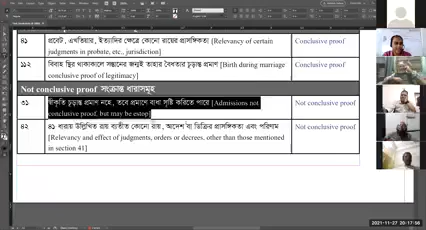 ৪১ প্রবেট, এখতিয়ার, ইত্যাদির ক্ষেত্রে কোনো রায়ের প্রাসঙ্গিকতা [Relevancy of certain Conclusive proof
judgments in probate, etc., jurisdiction]
১১২ বিবাহ স্থির থাকাকালে সন্তানের জন্মই তাহার বৈধতার চূড়ান্ত প্রমাণ [Birth during marriage Conclusive proof
conclusive proof of legitimacy]
Not conclusive proof সংক্রান্ত ধারাসমূহ
৩১ স্বীকৃতি চূড়ান্ত প্রমাণ নহে, তবে প্রমাণে বাধা সৃষ্টি করিতে পারে [Admissions not Not conclusive proof
conclusive proof, but may be estop]
৪২ ৪১ ধারায় উল্লিখিত রায় ব্যতীত কোনো রায়, আদেশ বা ডিক্রির প্রাসঙ্গিকতা এবং পরিণাম Not conclusive proof
[Relevancy and effect of judgments, orders or decrees, other than those mentioned
in section 41]
2021-11-27 20:17:58